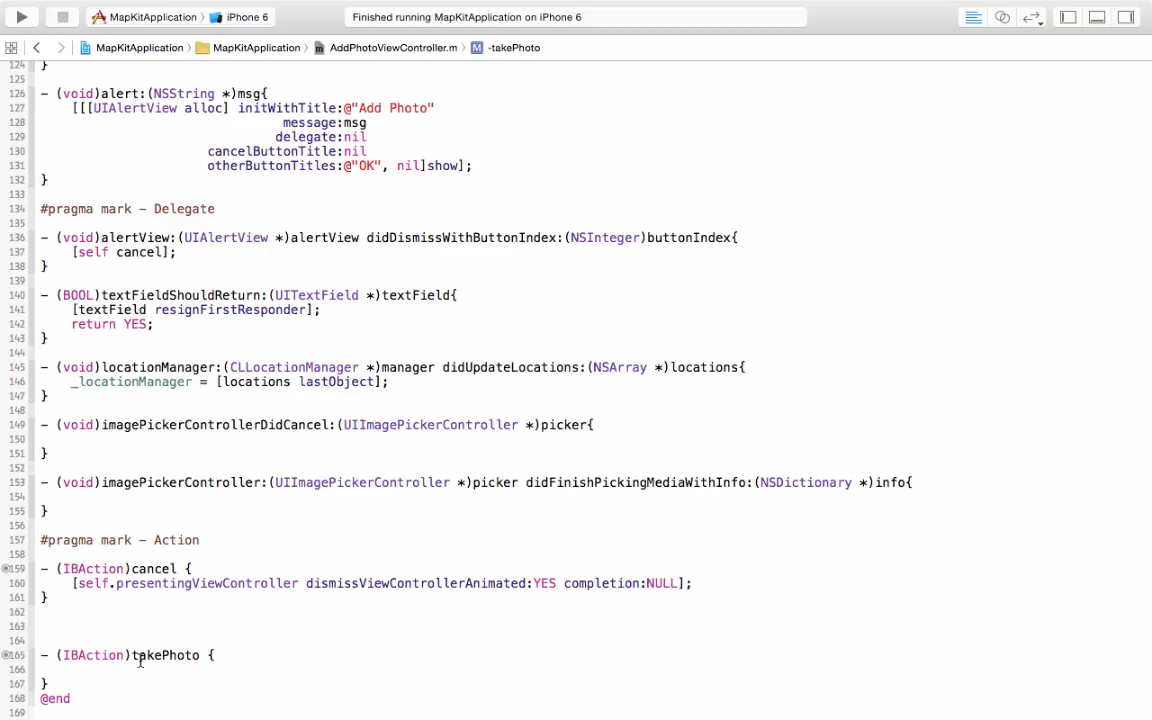 MapKitApplication › iPhone 6
Finished running MapKitApplication on iPhone 6
MapKitApplication › MapKitApplication › AddPhotoViewController.m › M -takePhoto
124 }
125
126 - (void)alert:(NSString *)msg{
127 [[[UIAlertView alloc] initWithTitle:@"Add Photo"
128 message:msg
129 delegate:nil
130 cancelButtonTitle:nil
131 otherButtonTitles:@"OK", nil]show];
132 }
133
134 #pragma mark - Delegate
135
136 - (void)alertView:(UIAlertView *)alertView didDismissWithButtonIndex:(NSInteger)buttonIndex{
137 [self cancel];
138 }
139
140 - (BOOL)textFieldShouldReturn:(UITextField *)textField{
141 [textField resignFirstResponder];
142 return YES;
143 }
144
145 - (void)locationManager:(CLLocationManager *)manager didUpdateLocations:(NSArray *)locations{
146 _locationManager = [locations lastObject];
147 }
148
149 - (void)imagePickerControllerDidCancel:(UIImagePickerController *)picker{
150
151 }
152
153 - (void)imagePickerController:(UIImagePickerController *)picker didFinishPickingMediaWithInfo:(NSDictionary *)info{
154
155 }
156
157 #pragma mark - Action
158
159 - (IBAction)cancel {
160 [self.presentingViewController dismissViewControllerAnimated:YES completion:NULL];
161 }
162
163
164
165 - (IBAction)takePhoto {
166
167 }
168 @end
169